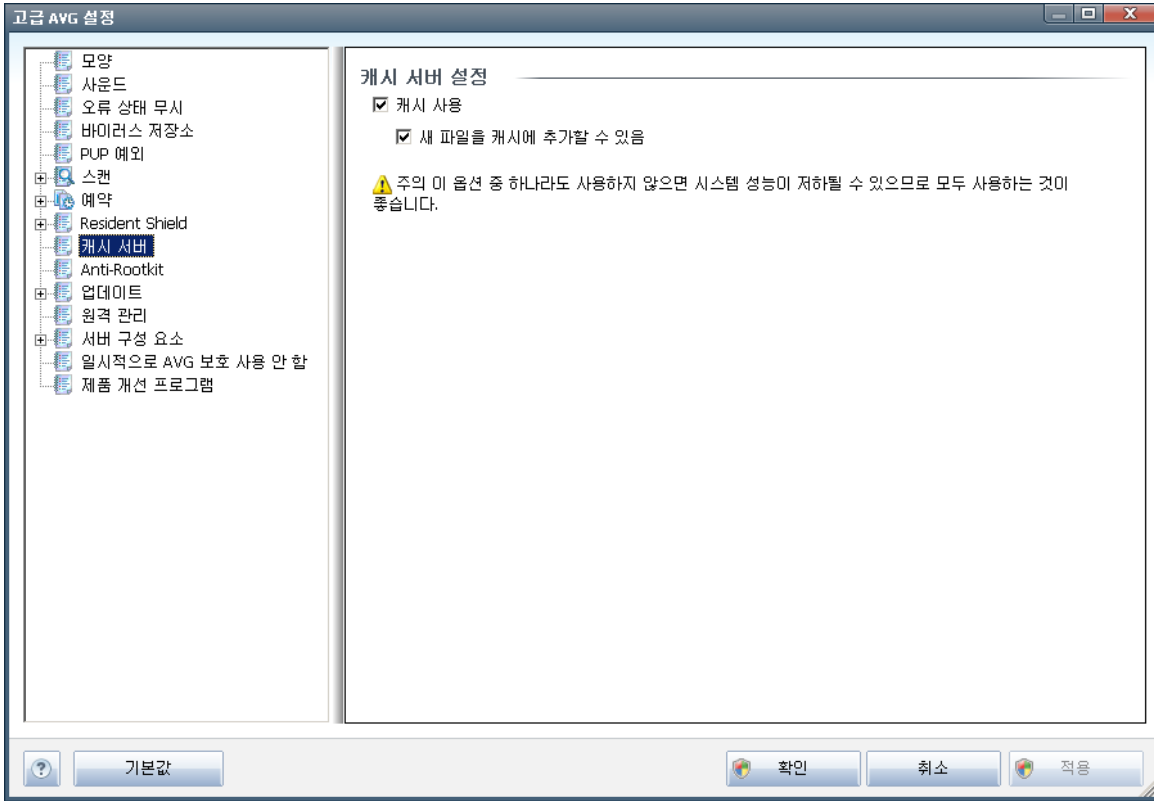 고급 AVG 설정
모양
사운드
오류 상태 무시
바이러스 저장소
PUP 예외
스캔
예약
Resident Shield
캐시 서버
Anti-Rootkit
업데이트
원격 관리
서버 구성 요소
일시적으로 AVG 보호 사용 안 함
제품 개선 프로그램
캐시 서버 설정
캐시 사용
새 파일을 캐시에 추가할 수 있음
주의 이 옵션 중 하나라도 사용하지 않으면 시스템 성능이 저하될 수 있으므로 모두 사용하는 것이
좋습니다.
기본값
확인
취소
적용